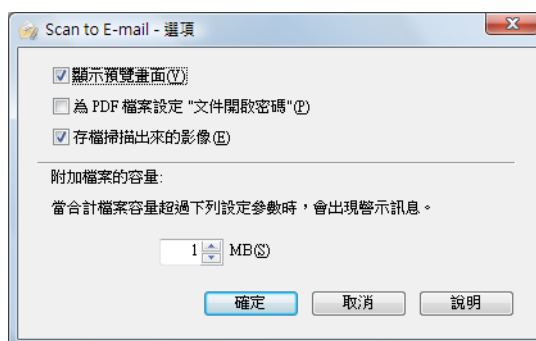 Scan to E-mail - 選項
顯示預覽畫面(V)
為 PDF 檔案設定 "文件開啟密碼"(P)
存檔掃描出來的影像(E)
附加檔案的容量:
當合計檔案容量超過下列設定參數時，會出現警示訊息。
1 MB(S)
確定 取消 說明